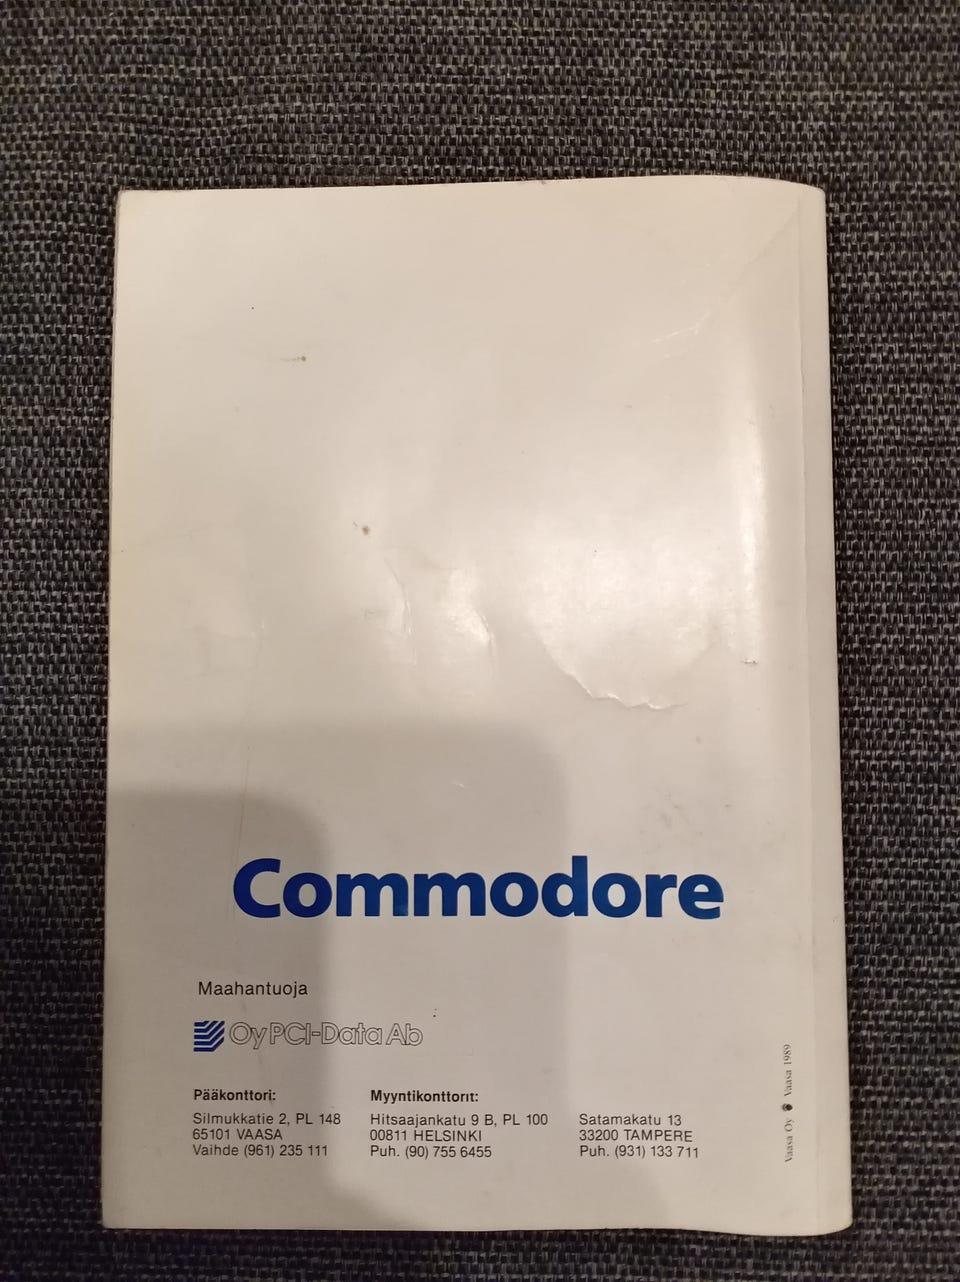 Commodore
Maahantuoja
Oy PCI-Data Ab
Pääkonttori:
Silmukkatie 2, PL 148
65101 VAASA
Vaihde (961) 235 111
Myyntikonttorit:
Hitsaajankatu 9 B, PL 100
00811 HELSINKI
Puh. (90) 755 6455
Satamakatu 13
33200 TAMPERE
Puh. (931) 133 711
Vaasa Oy Vaasa 1989